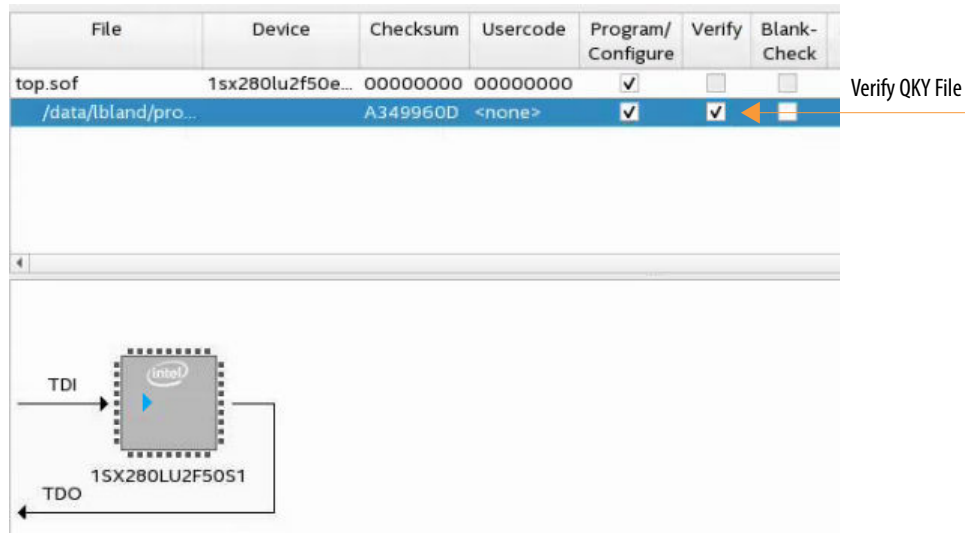 File Device Checksum Usercode Program/ Configure Verify Blank- Check
top.sof 1sx280lu2f50e... 00000000 00000000
/data/lbland/pro... A349960D <none>
Verify QKY File
intel
TDI
1SX280LU2F50S1
TDO